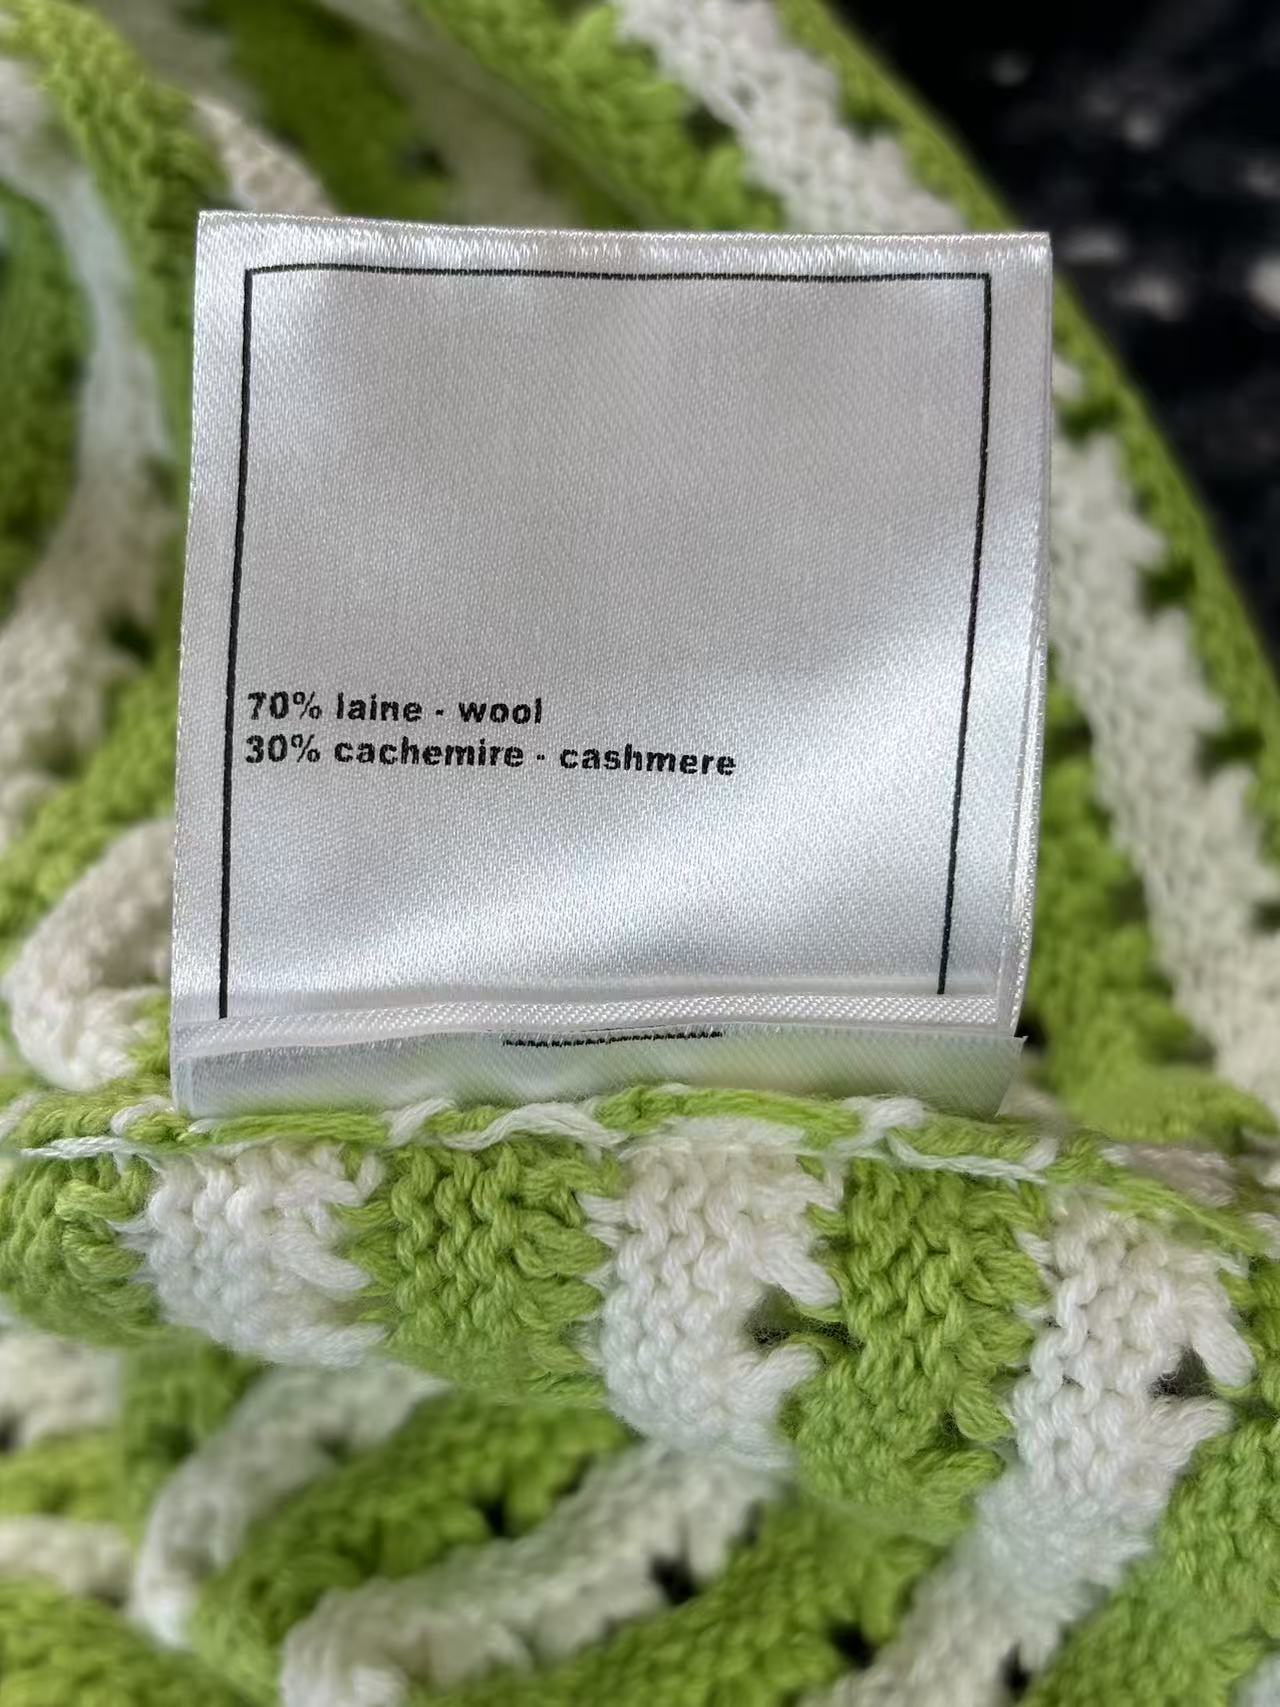 70% laine - wool
30% cachemire - cashmere